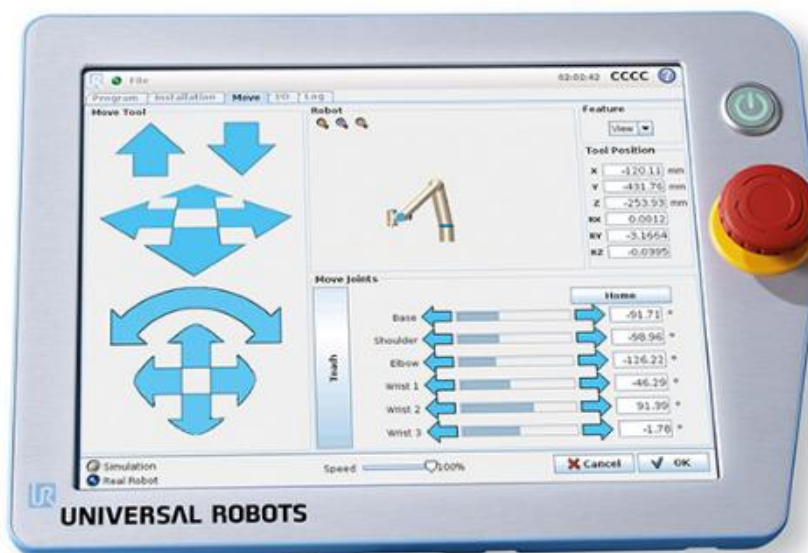 File 02:02:42 CCCC ?
Program Installation Move I/O Log
Move Tool
Robot
Feature
View
Tool Position
X -120.11 mm
Y -431.76 mm
Z -253.93 mm
RX 0.0012
RY -3.1664
RZ -0.0395
Move Joints
Home
Teach
Base -91.71 °
Shoulder -98.96 °
Elbow -126.22 °
Wrist 1 -46.29 °
Wrist 2 91.39 °
Wrist 3 -1.78 °
Simulation
Real Robot
Speed 100%
Cancel OK
UR
UNIVERSAL ROBOTS